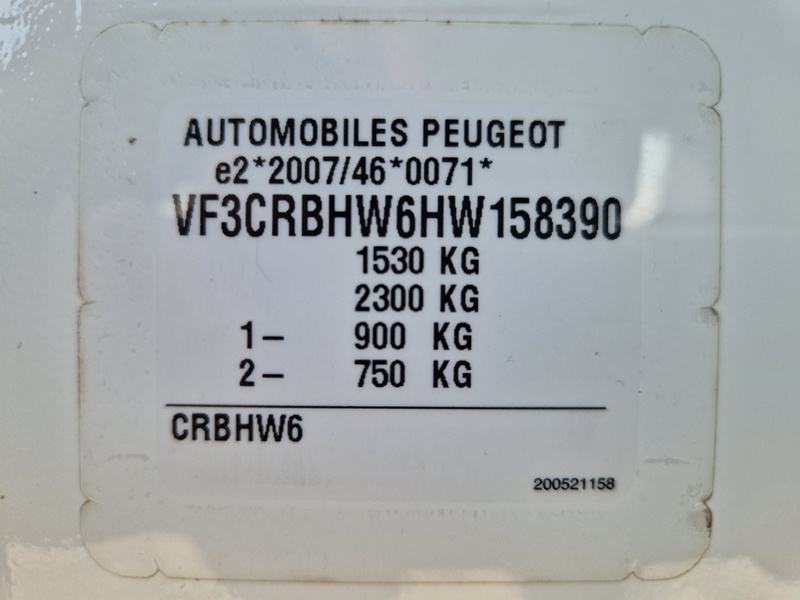 AUTOMOBILES PEUGEOT
e2*2007/46*0071*
VF3CRBHW6HW158390
1530 KG
2300 KG
1- 900 KG
2- 750 KG
CRBHW6
200521158